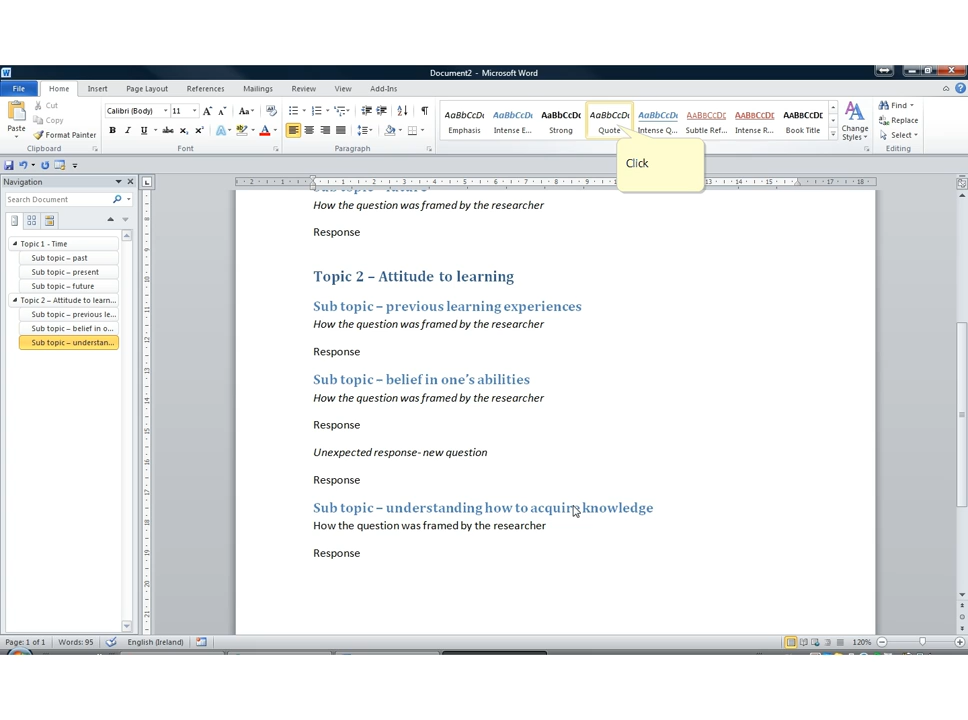 Document2 - Microsoft Word
File Home Insert Page Layout References Mailings Review View Add-Ins
Paste
Cut
Copy
Format Painter
Clipboard
Calibri (Body) 11
Font
Paragraph
AaBbCcDi AaBbCcDi AaBbCcDc AaBbCcDi AaBbCcDi AaBbCcDi AaBbCcDi AaBbCcDi
Emphasis Intense E... Strong Quote Intense Q... Subtle Ref... Intense R... Book Title
Change Styles
Find
Replace
Select
Editing
Click
Navigation
Search Document
Topic 1 - Time
Sub topic – past
Sub topic – present
Sub topic – future
Topic 2 – Attitude to learn...
Sub topic – previous le...
Sub topic – belief in o...
Sub topic – understan...
How the question was framed by the researcher
Response
Topic 2 – Attitude to learning
Sub topic – previous learning experiences
How the question was framed by the researcher
Response
Sub topic – belief in one’s abilities
How the question was framed by the researcher
Response
Unexpected response- new question
Response
Sub topic – understanding how to acquire knowledge
How the question was framed by the researcher
Response
Page: 1 of 1 Words: 95 English (Ireland) 120%